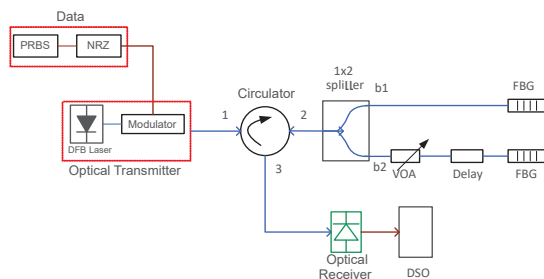 Data
PRBS
NRZ
DFB Laser
Modulator
Optical Transmitter
Circulator
1
2
3
1x2
splitter
b1
b2
FBG
VOA
Delay
FBG
Optical
Receiver
DSO